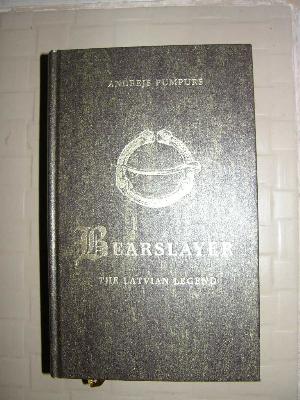 ANDREJS PUMPURS
BEARSLAYER
THE LATVIAN LEGEND